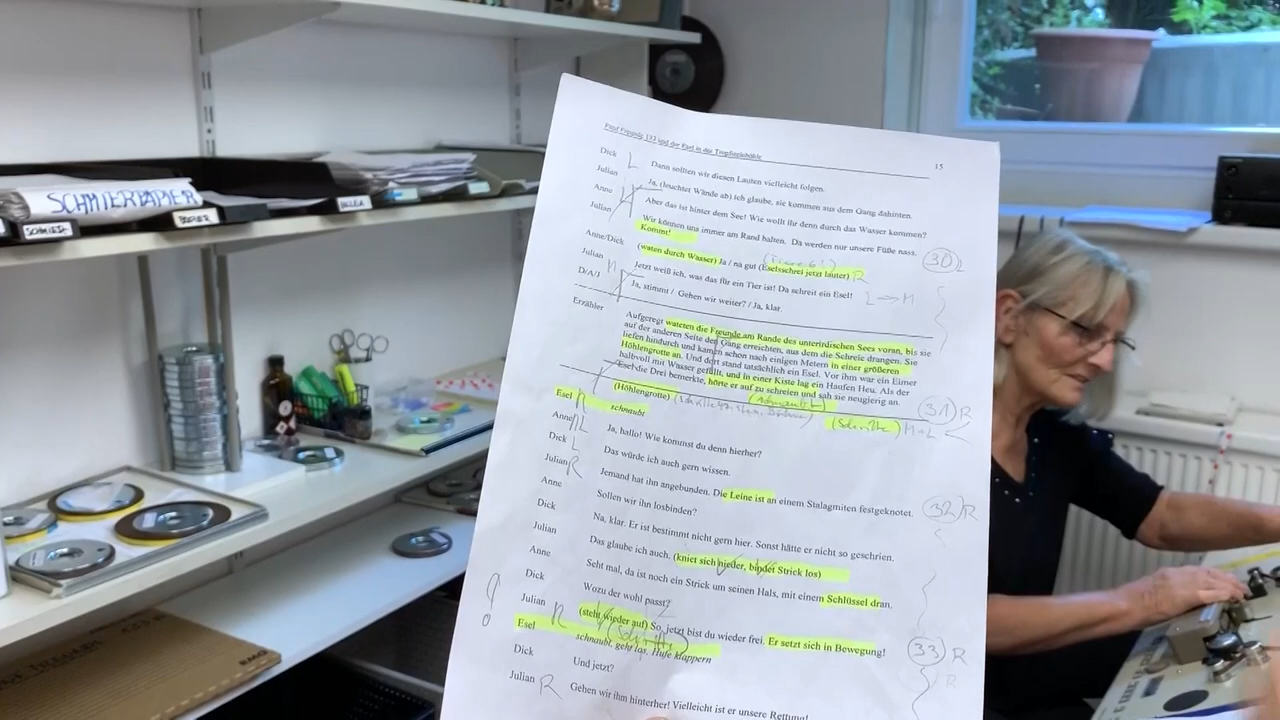 Fünf Freunde 133 und der Esel in der Tropfsteinhöhle
15
Dick L Dann sollten wir diesen Lauten vielleicht folgen.
Julian Ja, (leuchtet Wände ab) ich glaube, sie kommen aus dem Gang dahinten.
Anne Aber das ist hinter dem See! Wie wollt ihr denn durch das Wasser kommen?
Julian Wir können uns immer am Rand halten. Da werden nur unsere Füße nass.
Kommt!
30 L
Anne/Dick (waten durch Wasser) Ja / na gut (Eselsschrei jetzt lauter) R
Julian Jetzt weiß ich, was das für ein Tier ist! Da schreit ein Esel!
L → M
D/A/J Ja, stimmt / Gehen wir weiter? / Ja, klar.
Erzähler Aufgeregt wateten die Freunde am Rande des unterirdischen Sees voran, bis sie
auf der anderen Seite den Gang erreichten, aus dem die Schreie drangen. Sie
liefen hindurch und kamen schon nach einigen Metern in einer größeren
Höhlengrotte an. Und dort stand tatsächlich ein Esel. Vor ihm war ein Eimer
halbvoll mit Wasser gefüllt, und in einer Kiste lag ein Haufen Heu. Als der
Esel die Drei bemerkte, hörte er auf zu schreien und sah sie neugierig an.
(Höhlengrotte)
31 R
(Schritte) M+L
Esel schnaubt
Anne Ja, hallo! Wie kommst du denn hierher?
Dick L Das würde ich auch gern wissen.
Julian R Jemand hat ihn angebunden. Die Leine ist an einem Stalagmiten festgeknotet.
32 R
Anne Sollen wir ihn losbinden?
Dick Na, klar. Er ist bestimmt nicht gern hier. Sonst hätte er nicht so geschrien.
Julian Das glaube ich auch. (kniet sich nieder, bindet Strick los)
Anne Seht mal, da ist noch ein Strick um seinen Hals, mit einem Schlüssel dran.
Dick Wozu der wohl passt?
Julian R (steht wieder auf) So, jetzt bist du wieder frei. Er setzt sich in Bewegung!
33 R
Esel schnaubt, geht los, Hufe klappern
R
Dick Und jetzt?
Julian R Gehen wir ihm hinterher! Vielleicht ist er unsere Rettung!
SCHMIERPAPIER
SCHMIER
PAPIER